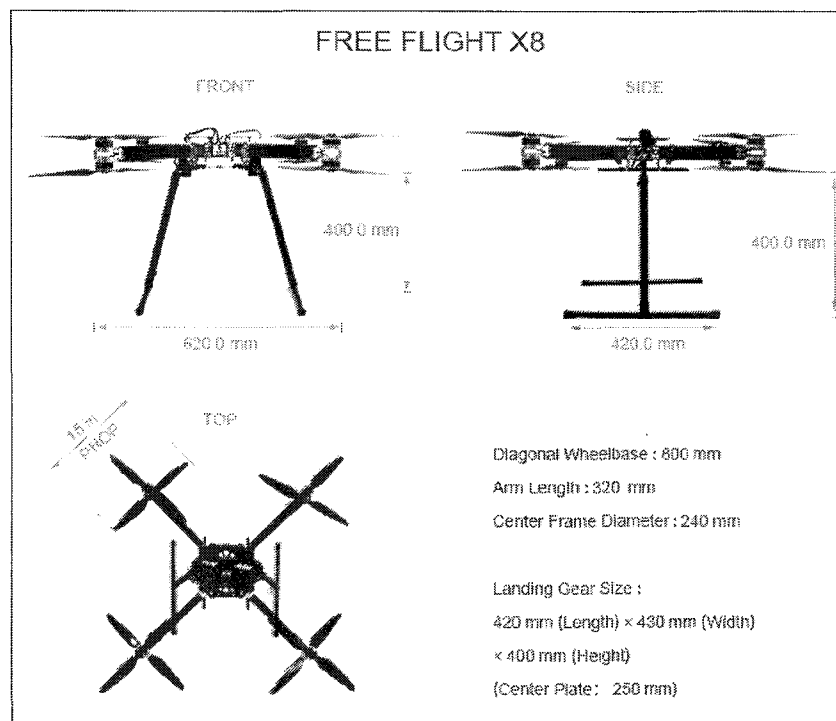 FREE FLIGHT X8
FRONT
SIDE
400.0 mm
400.0 mm
620.0 mm
420.0 mm
TOP
15 in
PROP
Diagonal Wheelbase : 800 mm
Arm Length : 320 mm
Center Frame Diameter : 240 mm
Landing Gear Size :
420 mm (Length) × 430 mm (Width)
× 400 mm (Height)
(Center Plate: 250 mm)